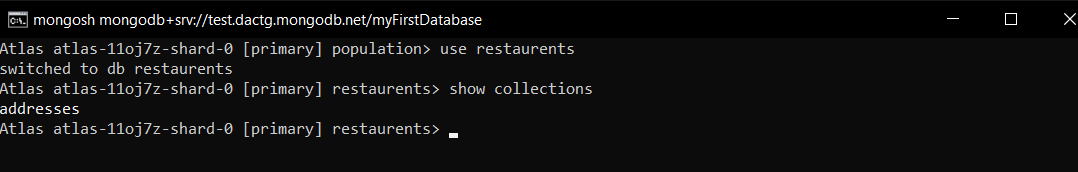 mongosh mongodb+srv://test.dactg.mongodb.net/myFirstDatabase
Atlas atlas-11oj7z-shard-0 [primary] population> use restaurents
switched to db restaurents
Atlas atlas-11oj7z-shard-0 [primary] restaurents> show collections
addresses
Atlas atlas-11oj7z-shard-0 [primary] restaurents>